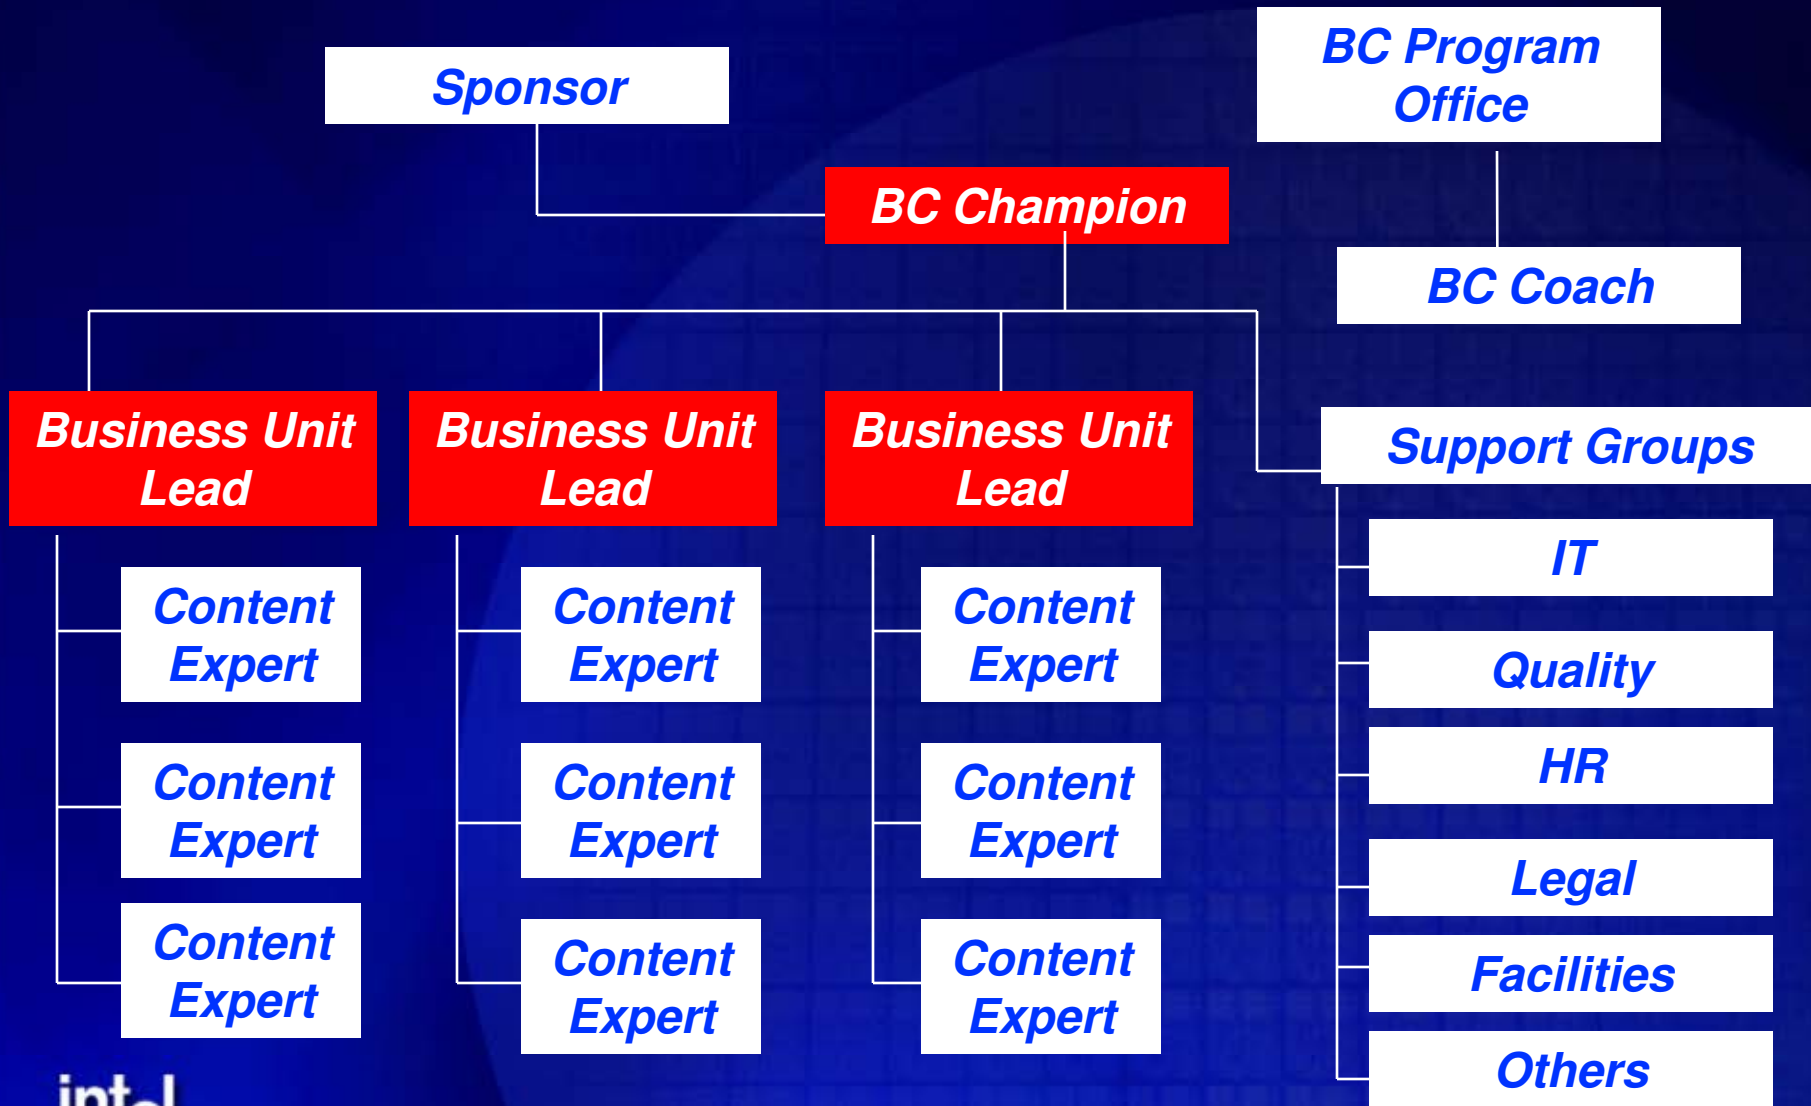 Sponsor
BC Program
Office
BC Champion
BC Coach
Business Unit
Lead
Business Unit
Lead
Business Unit
Lead
Support Groups
Content
Expert
Content
Expert
Content
Expert
Content
Expert
Content
Expert
Content
Expert
Content
Expert
Content
Expert
Content
Expert
IT
Quality
HR
Legal
Facilities
Others
intel